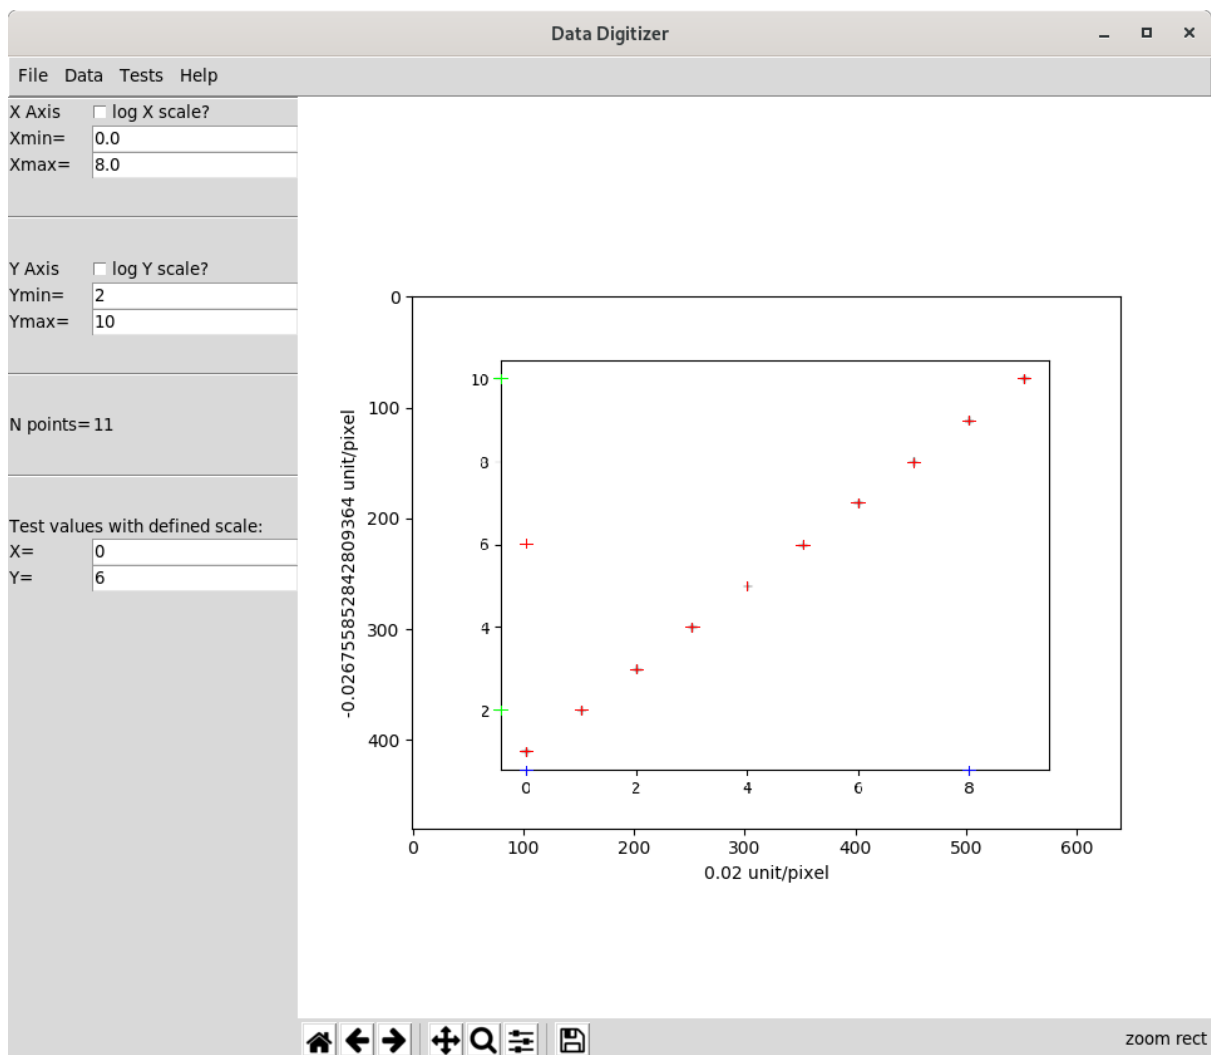 Data Digitizer
File Data Tests Help
X Axis log X scale?
Xmin= 0.0
Xmax= 8.0
Y Axis log Y scale?
Ymin= 2
Ymax= 10
N points= 11
Test values with defined scale:
X= 0
Y= 6
0
100
200
300
400
-0.026755852842809364 unit/pixel
10
8
6
4
2
0 2 4 6 8
0 100 200 300 400 500 600
0.02 unit/pixel
zoom rect